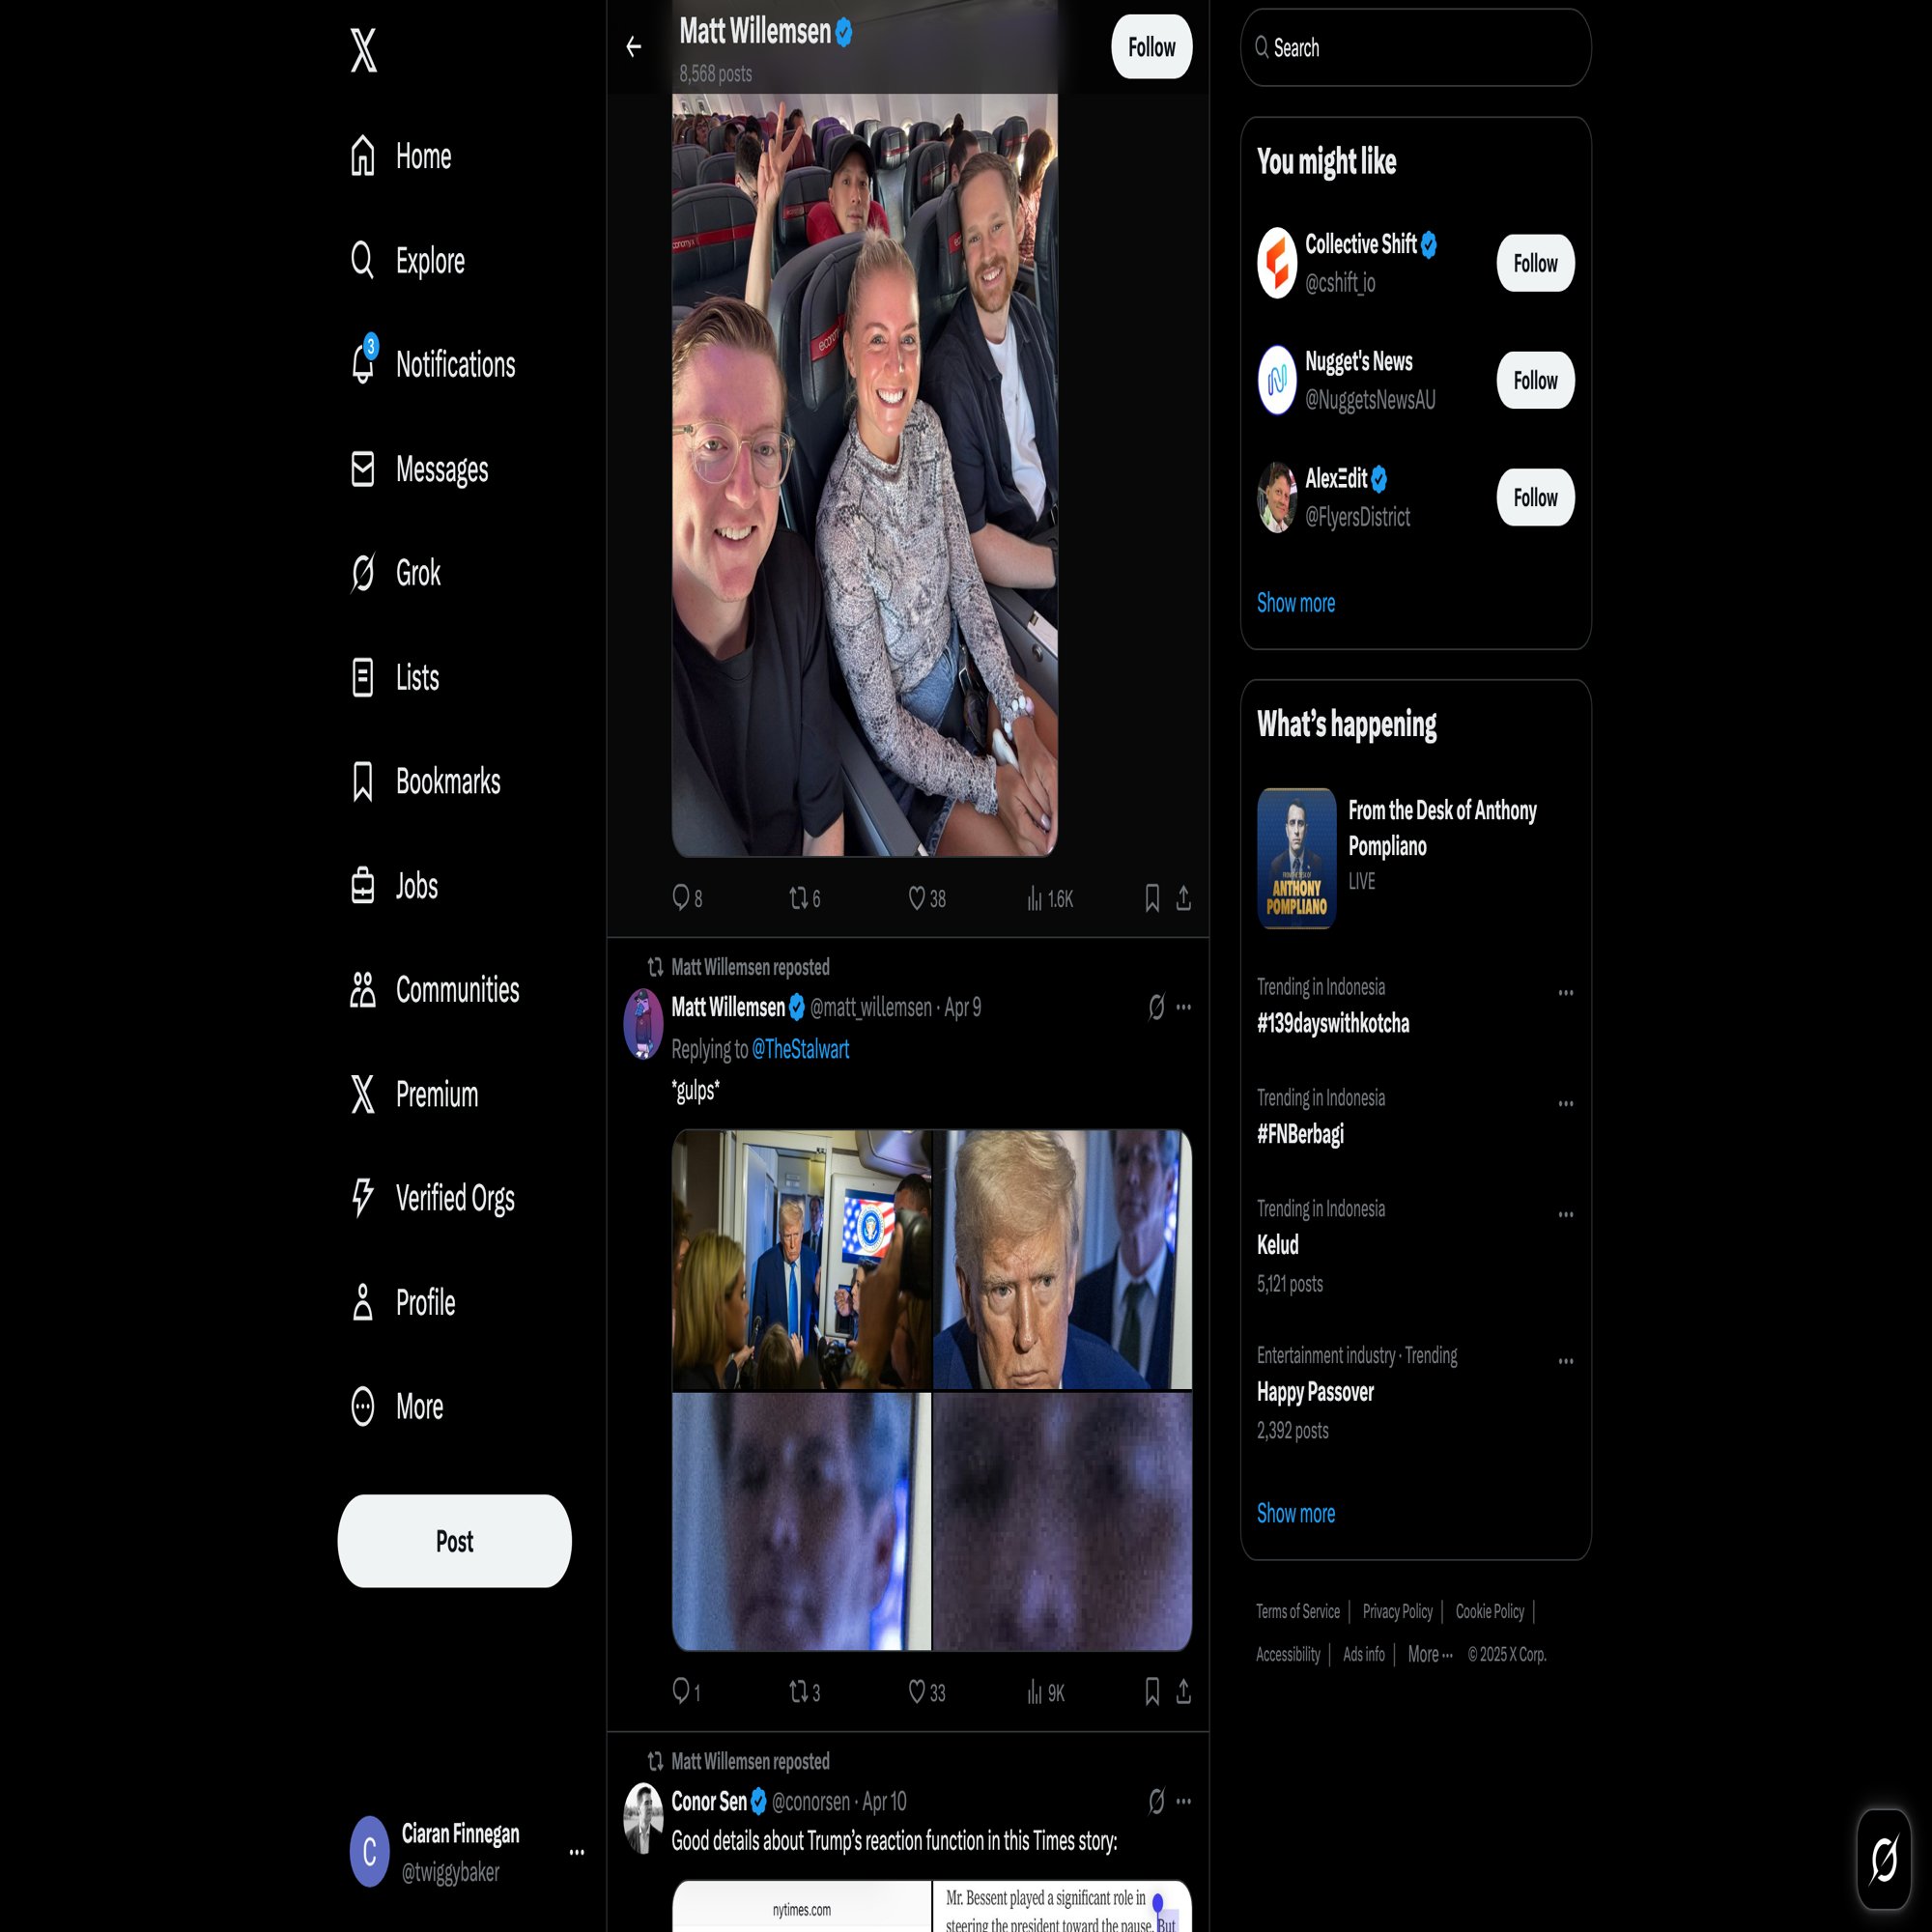 Home
Explore
3
Notifications
Messages
Grok
Lists
Bookmarks
Jobs
Communities
Premium
Verified Orgs
Profile
More
Post
Ciaran Finnegan
@twiggybaker
C
Matt Willemsen
8,568 posts
Follow
economy
8
6
38
1.6K
Matt Willemsen reposted
Matt Willemsen @matt_willemsen · Apr 9
Replying to @TheStalwart
*gulps*
1
3
33
9K
Matt Willemsen reposted
Conor Sen @conorsen · Apr 10
Good details about Trump’s reaction function in this Times story:
nytimes.com
Mr. Bessent played a significant role in
steering the president toward the pause. But
Search
You might like
Collective Shift
@cshift_io
Follow
Nugget's News
@NuggetsNewsAU
Follow
AlexΞdit
@FlyersDistrict
Follow
Show more
What’s happening
ANTHONY
POMPLIANO
From the Desk of Anthony
Pompliano
LIVE
Trending in Indonesia
#139dayswithkotcha
Trending in Indonesia
#FNBerbagi
Trending in Indonesia
Kelud
5,121 posts
Entertainment industry · Trending
Happy Passover
2,392 posts
Show more
Terms of Service | Privacy Policy | Cookie Policy |
Accessibility | Ads info | More ··· © 2025 X Corp.